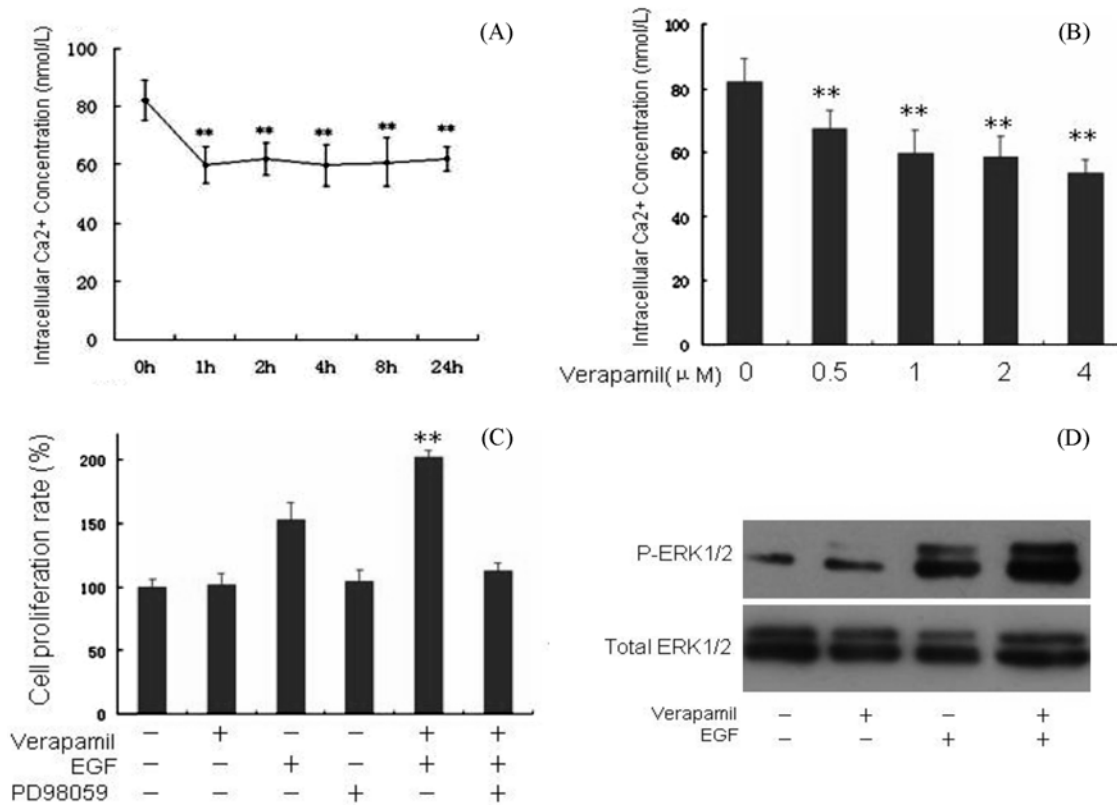 (A)
Intracellular Ca2+ Concentration (nmol/L)
100
80
60
40
20
0
** ** ** ** **
0h 1h 2h 4h 8h 24h
(B)
Intracellular Ca2+ Concentration (nmol/L)
100
80
60
40
20
0
** ** ** **
Verapamil(μM) 0 0.5 1 2 4
(C)
Cell proliferation rate (%)
200
150
100
50
0
**
Verapamil − + − − + +
EGF − − + − + +
PD98059 − − − + − +
(D)
P-ERK1/2
Total ERK1/2
Verapamil − + − +
EGF − − + +